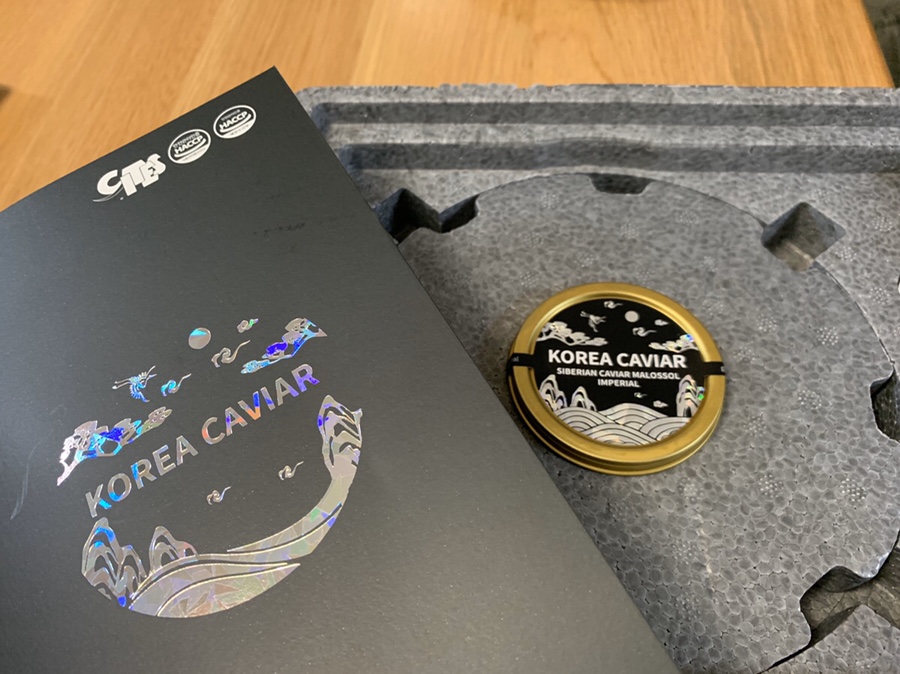 CITES
HACCP
HACCP
KOREA CAVIAR
KOREA CAVIAR
SIBERIAN CAVIAR MALOSSOL
IMPERIAL